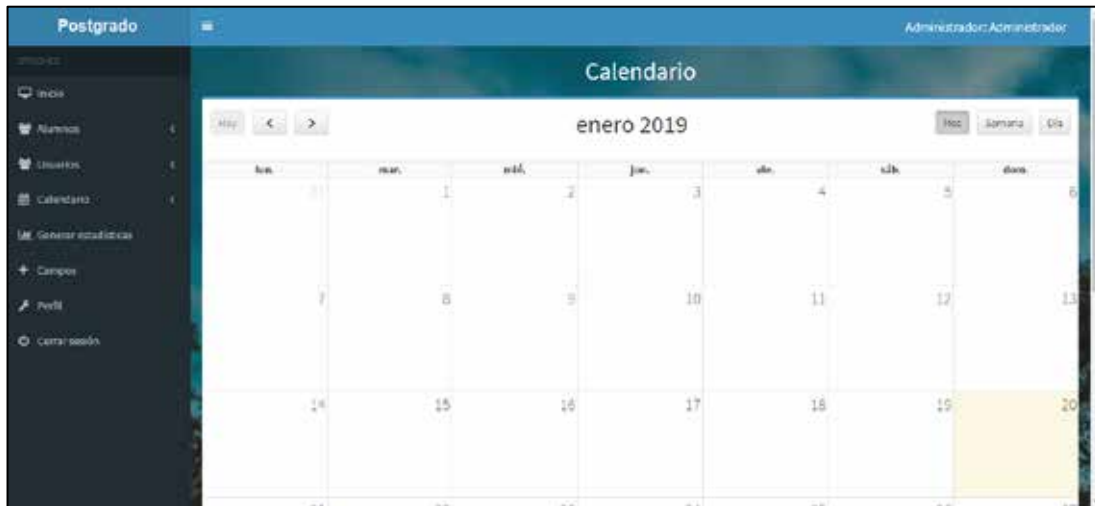 Postgrado
Administrador: Administrador
OPCIONES
Inicio
Alumnos
Usuarios
Calendario
Generar estadísticas
Campos
Perfil
Cerrar sesión
Calendario
Hoy < > enero 2019 Mes Semana Día
lun. mar. mié. jue. vie. sáb. dom.
31 1 2 3 4 5 6
7 8 9 10 11 12 13
14 15 16 17 18 19 20